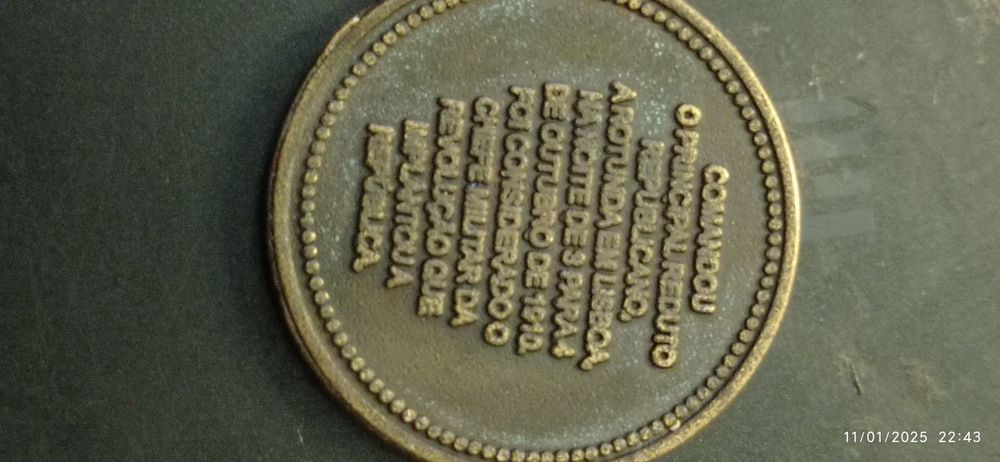 COMANDOU
O PRINCIPAL REDUTO
REPUBLICANO,
A ROTUNDA EM LISBOA,
NA NOITE DE 3 PARA 4
DE OUTUBRO DE 1910.
FOI CONSIDERADO O
CHEFE MILITAR DA
REVOLUÇÃO QUE
IMPLANTOU A
REPÚBLICA.
11/01/2025 22:43